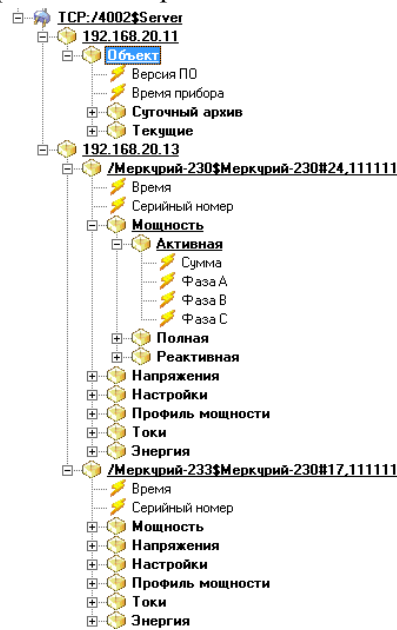 TCP:/4002$Server
192.168.20.11
Объект
Версия ПО
Время прибора
Суточный архив
Текущие
192.168.20.13
/Меркурий-230$Меркурий-230#24,111111
Время
Серийный номер
Мощность
Активная
Сумма
Фаза А
Фаза В
Фаза С
Полная
Реактивная
Напряжения
Настройки
Профиль мощности
Токи
Энергия
/Меркурий-233$Меркурий-230#17,111111
Время
Серийный номер
Мощность
Напряжения
Настройки
Профиль мощности
Токи
Энергия